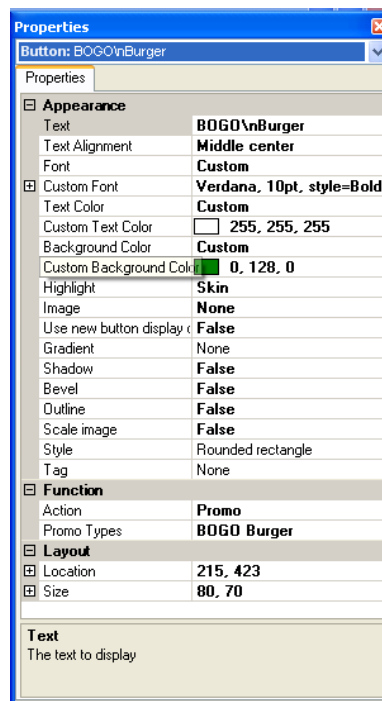 Properties
Button: BOGO\nBurger
Properties
Appearance
Text BOGO\nBurger
Text Alignment Middle center
Font Custom
Custom Font Verdana, 10pt, style=Bold
Text Color Custom
Custom Text Color 255, 255, 255
Background Color Custom
Custom Background Color 0, 128, 0
Highlight Skin
Image None
Use new button display False
Gradient None
Shadow False
Bevel False
Outline False
Scale image False
Style Rounded rectangle
Tag None
Function
Action Promo
Promo Types BOGO Burger
Layout
Location 215, 423
Size 80, 70
Text
The text to display